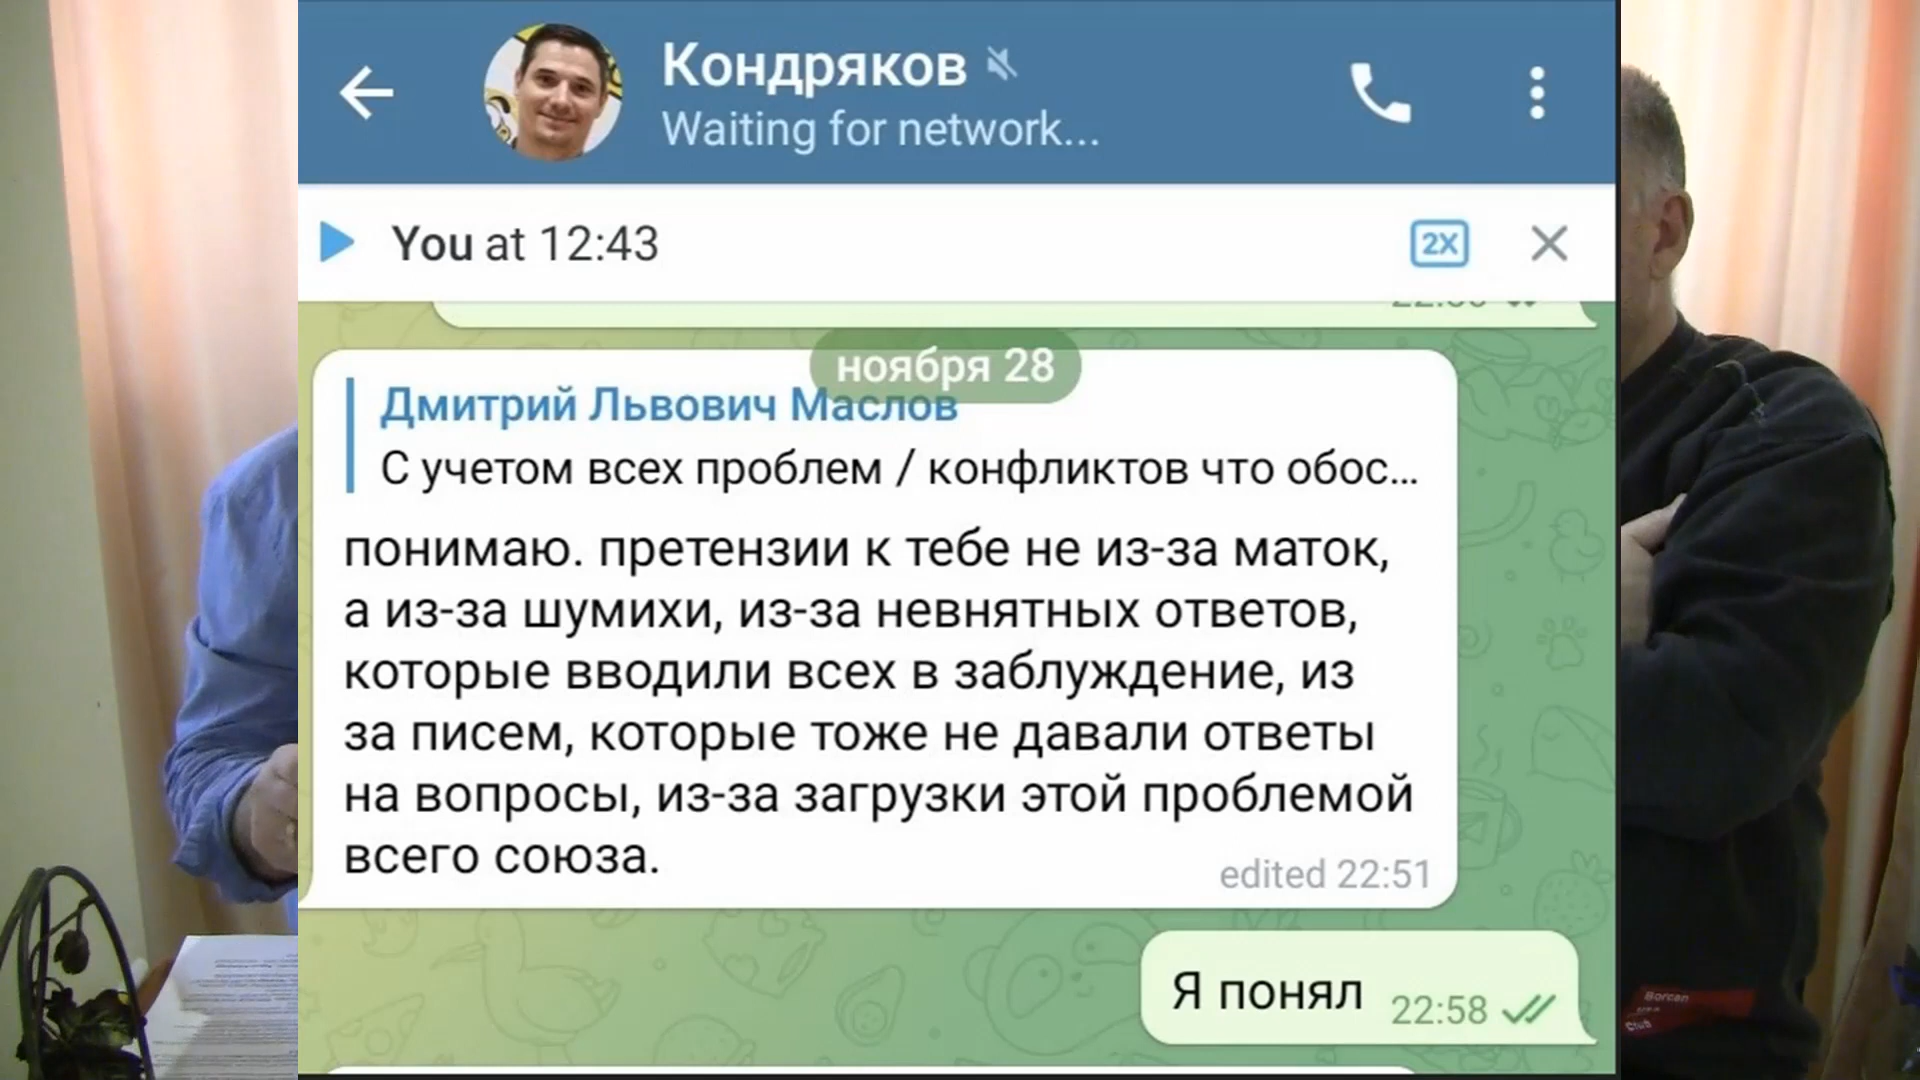 Кондряков
Waiting for network...
You at 12:43
2X
ноября 28
Дмитрий Львович Маслов
С учетом всех проблем / конфликтов что обос...
понимаю. претензии к тебе не из-за маток,
а из-за шумихи, из-за невнятных ответов,
которые вводили всех в заблуждение, из
за писем, которые тоже не давали ответы
на вопросы, из-за загрузки этой проблемой
всего союза.
edited 22:51
Я понял
22:58
Borcan
Club